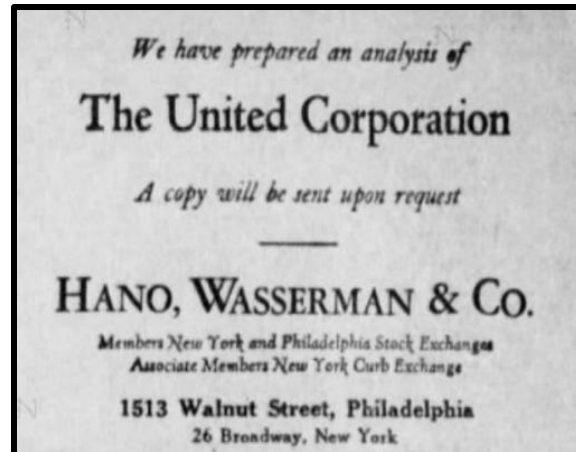 We have prepared an analysis of
The United Corporation
A copy will be sent upon request
HANO, WASSERMAN & CO.
Members New York and Philadelphia Stock Exchanges
Associate Members New York Curb Exchange
1513 Walnut Street, Philadelphia
26 Broadway, New York